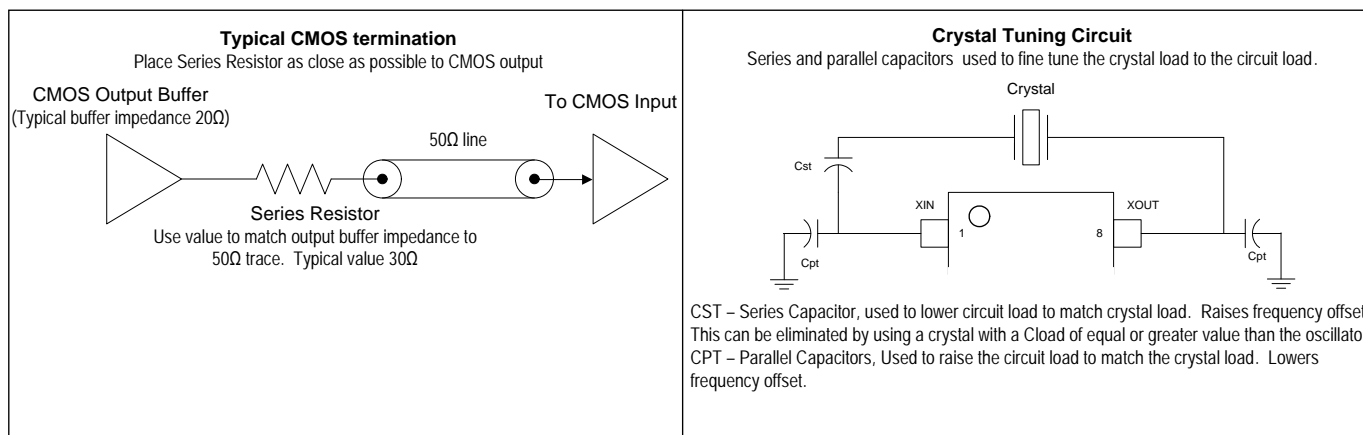 Typical CMOS termination
Place Series Resistor as close as possible to CMOS output
CMOS Output Buffer
(Typical buffer impedance 20Ω)
To CMOS Input
50Ω line
Series Resistor
Use value to match output buffer impedance to
50Ω trace. Typical value 30Ω
Crystal Tuning Circuit
Series and parallel capacitors used to fine tune the crystal load to the circuit load.
Crystal
Cst
XIN
XOUT
1
8
Cpt
Cpt
CST – Series Capacitor, used to lower circuit load to match crystal load. Raises frequency offset
This can be eliminated by using a crystal with a Cload of equal or greater value than the oscillato
CPT – Parallel Capacitors, Used to raise the circuit load to match the crystal load. Lowers
frequency offset.